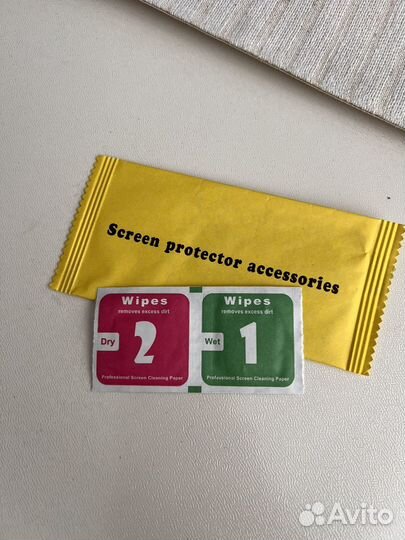 Screen protector accessories
Wipes
removes excess dirt
Dry
2
Professional Screen Cleaning Paper
Wipes
removes excess dirt
Wet
1
Professional Screen Cleaning Paper
Avito